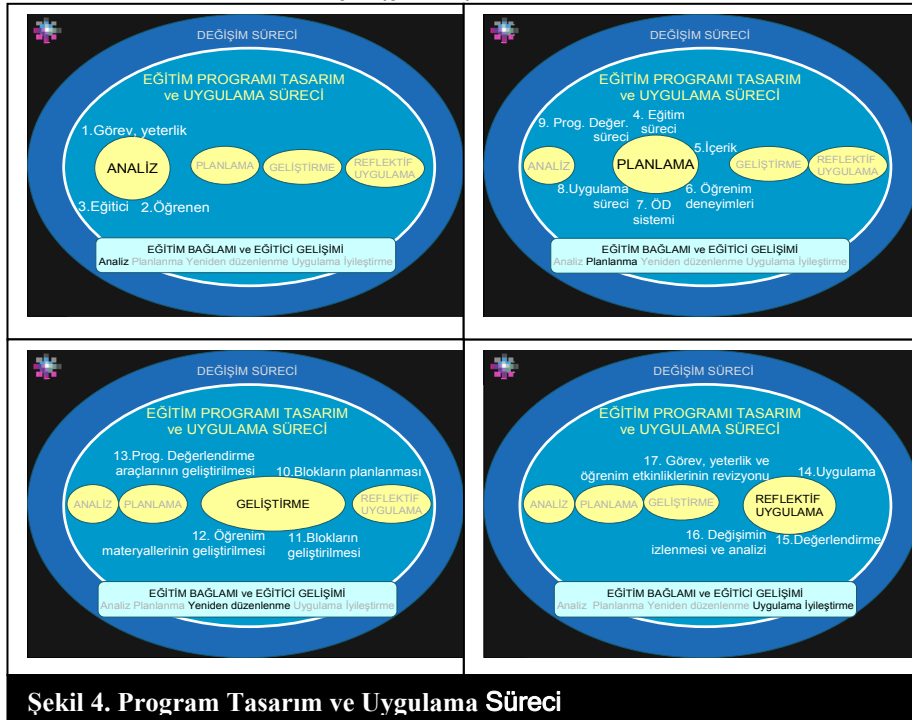 DEĞİŞİM SÜRECİ
EĞİTİM PROGRAMI TASARIM
ve UYGULAMA SÜRECİ
1.Görev, yeterlik
ANALİZ
PLANLAMA
GELİŞTİRME
REFLEKTİF
UYGULAMA
3.Eğitici
2.Öğrenen
EĞİTİM BAĞLAMI ve EĞİTİCİ GELİŞİMİ
Analiz Planlanma Yeniden düzenlenme Uygulama İyileştirme
DEĞİŞİM SÜRECİ
EĞİTİM PROGRAMI TASARIM
ve UYGULAMA SÜRECİ
9. Prog. Değer.
süreci
4. Eğitim
süreci
5.İçerik
ANALİZ
PLANLAMA
GELİŞTİRME
REFLEKTİF
UYGULAMA
8.Uygulama
süreci
7. ÖD
sistemi
6. Öğrenim
deneyimleri
EĞİTİM BAĞLAMI ve EĞİTİCİ GELİŞİMİ
Analiz Planlanma Yeniden düzenlenme Uygulama İyileştirme
DEĞİŞİM SÜRECİ
EĞİTİM PROGRAMI TASARIM
ve UYGULAMA SÜRECİ
13.Prog. Değerlendirme
araçlarının geliştirilmesi
10.Blokların planlanması
ANALİZ
PLANLAMA
GELİŞTİRME
REFLEKTİF
UYGULAMA
12. Öğrenim
materyallerinin geliştirilmesi
11.Blokların
geliştirilmesi
EĞİTİM BAĞLAMI ve EĞİTİCİ GELİŞİMİ
Analiz Planlanma Yeniden düzenlenme Uygulama İyileştirme
DEĞİŞİM SÜRECİ
EĞİTİM PROGRAMI TASARIM
ve UYGULAMA SÜRECİ
17. Görev, yeterlik ve
öğrenim etkinliklerinin revizyonu
14.Uygulama
ANALİZ
PLANLAMA
GELİŞTİRME
REFLEKTİF
UYGULAMA
16. Değişimin
izlenmesi ve analizi
15.Değerlendirme
EĞİTİM BAĞLAMI ve EĞİTİCİ GELİŞİMİ
Analiz Planlanma Yeniden düzenlenme Uygulama İyileştirme
Şekil 4. Program Tasarım ve Uygulama Süreci